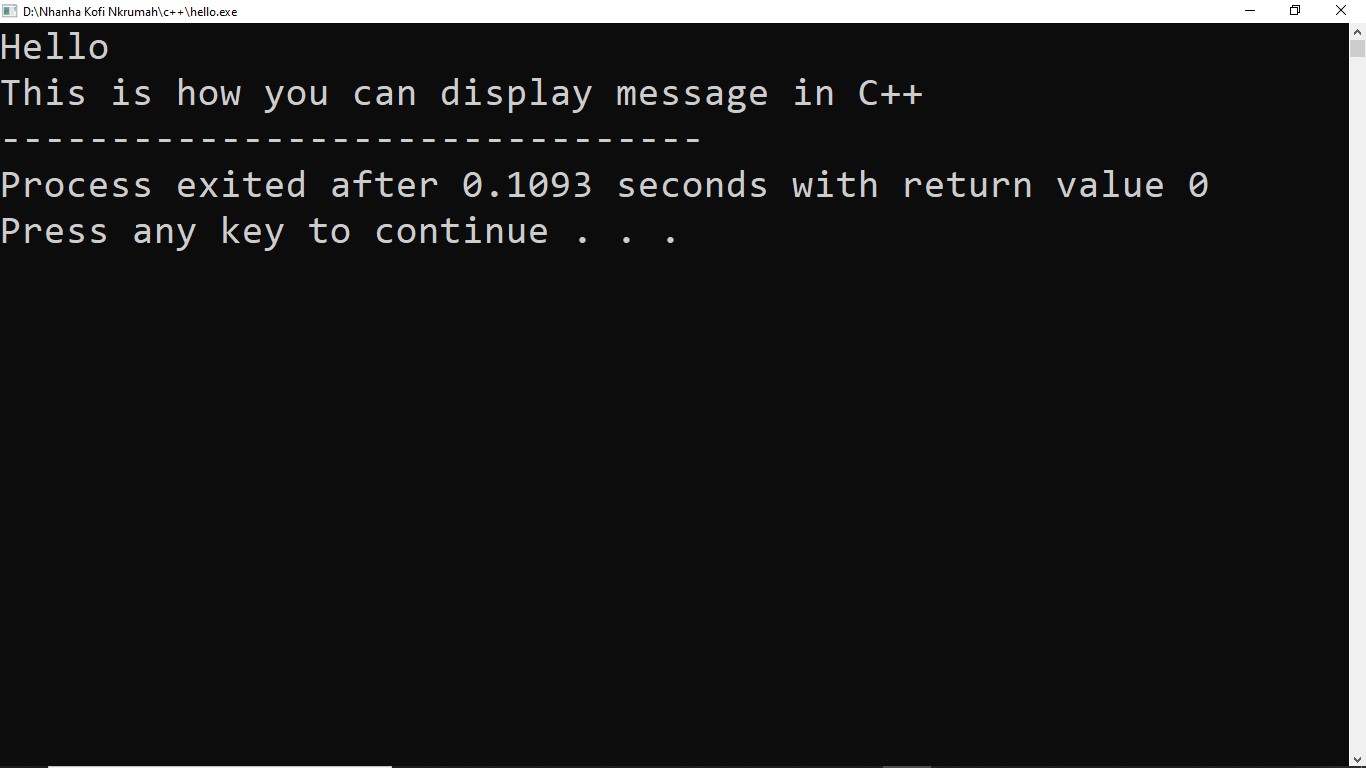 D:\Nhanha Kofi Nkrumah\c++\hello.exe
Hello
This is how you can display message in C++
--------------------------------
Process exited after 0.1093 seconds with return value 0
Press any key to continue . . .